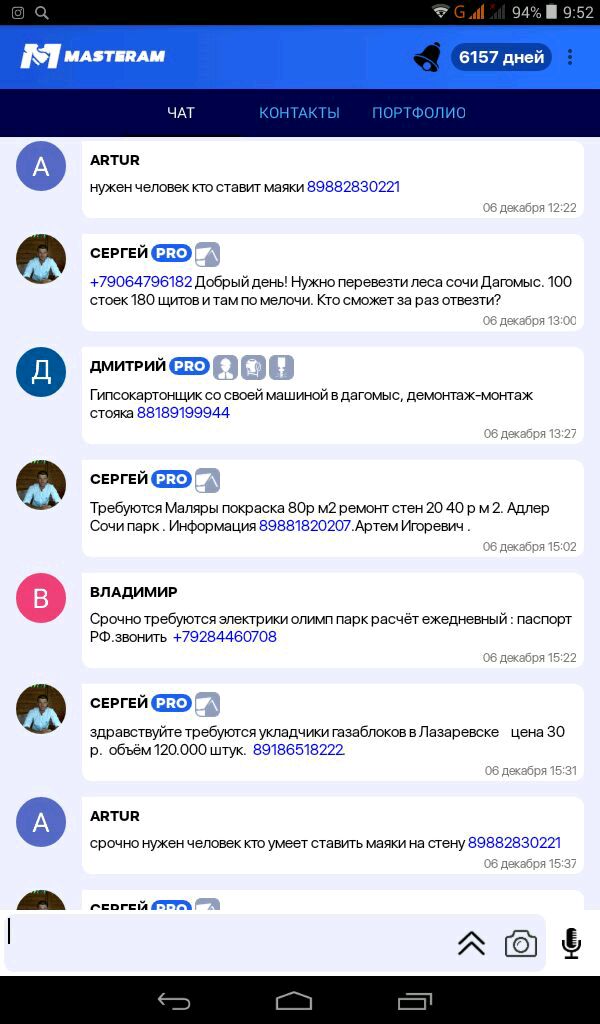 G 94% 9:52
MASTERAM 6157 дней
ЧАТ КОНТАКТЫ ПОРТФОЛИО
A ARTUR
нужен человек кто ставит маяки 89882830221
06 декабря 12:22
СЕРГЕЙ PRO
+79064796182 Добрый день! Нужно перевезти леса сочи Дагомыс. 100
стоек 180 щитов и там по мелочи. Кто сможет за раз отвезти?
06 декабря 13:00
Д ДМИТРИЙ PRO
Гипсокартонщик со своей машиной в дагомыс, демонтаж-монтаж
стояка 88189199944
06 декабря 13:27
СЕРГЕЙ PRO
Требуются Маляры покраска 80р м2 ремонт стен 20 40 р м 2. Адлер
Сочи парк . Информация 89881820207.Артем Игоревич .
06 декабря 15:02
В ВЛАДИМИР
Срочно требуются электрики олимп парк расчёт ежедневный : паспорт
РФ.звонить +79284460708
06 декабря 15:22
СЕРГЕЙ PRO
здравствуйте требуются укладчики газаблоков в Лазаревске цена 30
р. объём 120.000 штук. 89186518222.
06 декабря 15:31
A ARTUR
срочно нужен человек кто умеет ставить маяки на стену 89882830221
06 декабря 15:37
СЕРГЕЙ PRO